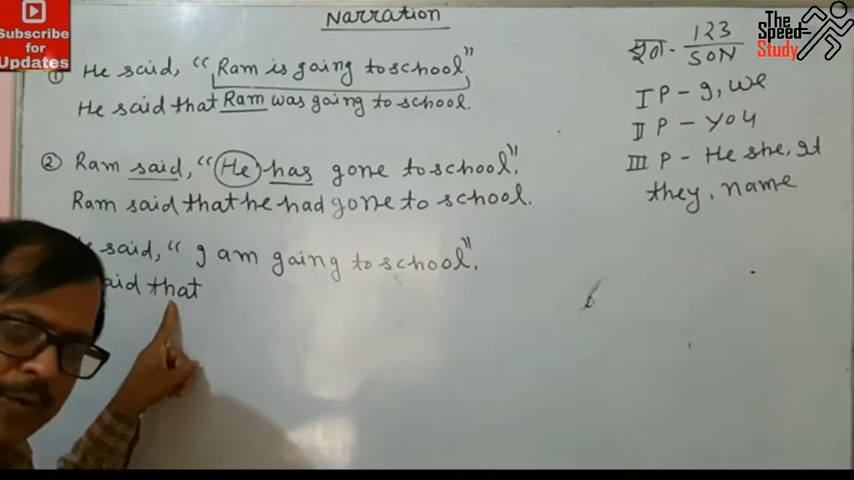 Subscribe
for
Updates
Narration
The
Speed
Study
① He said, "Ram is going to school"
He said that Ram was going to school.
② Ram said, "He has gone to school".
Ram said that he had gone to school.
said, "I am going to school".
said that
सूत्र - 123
SON
I P - I, we
II P - you
III P - He she, It
they, name